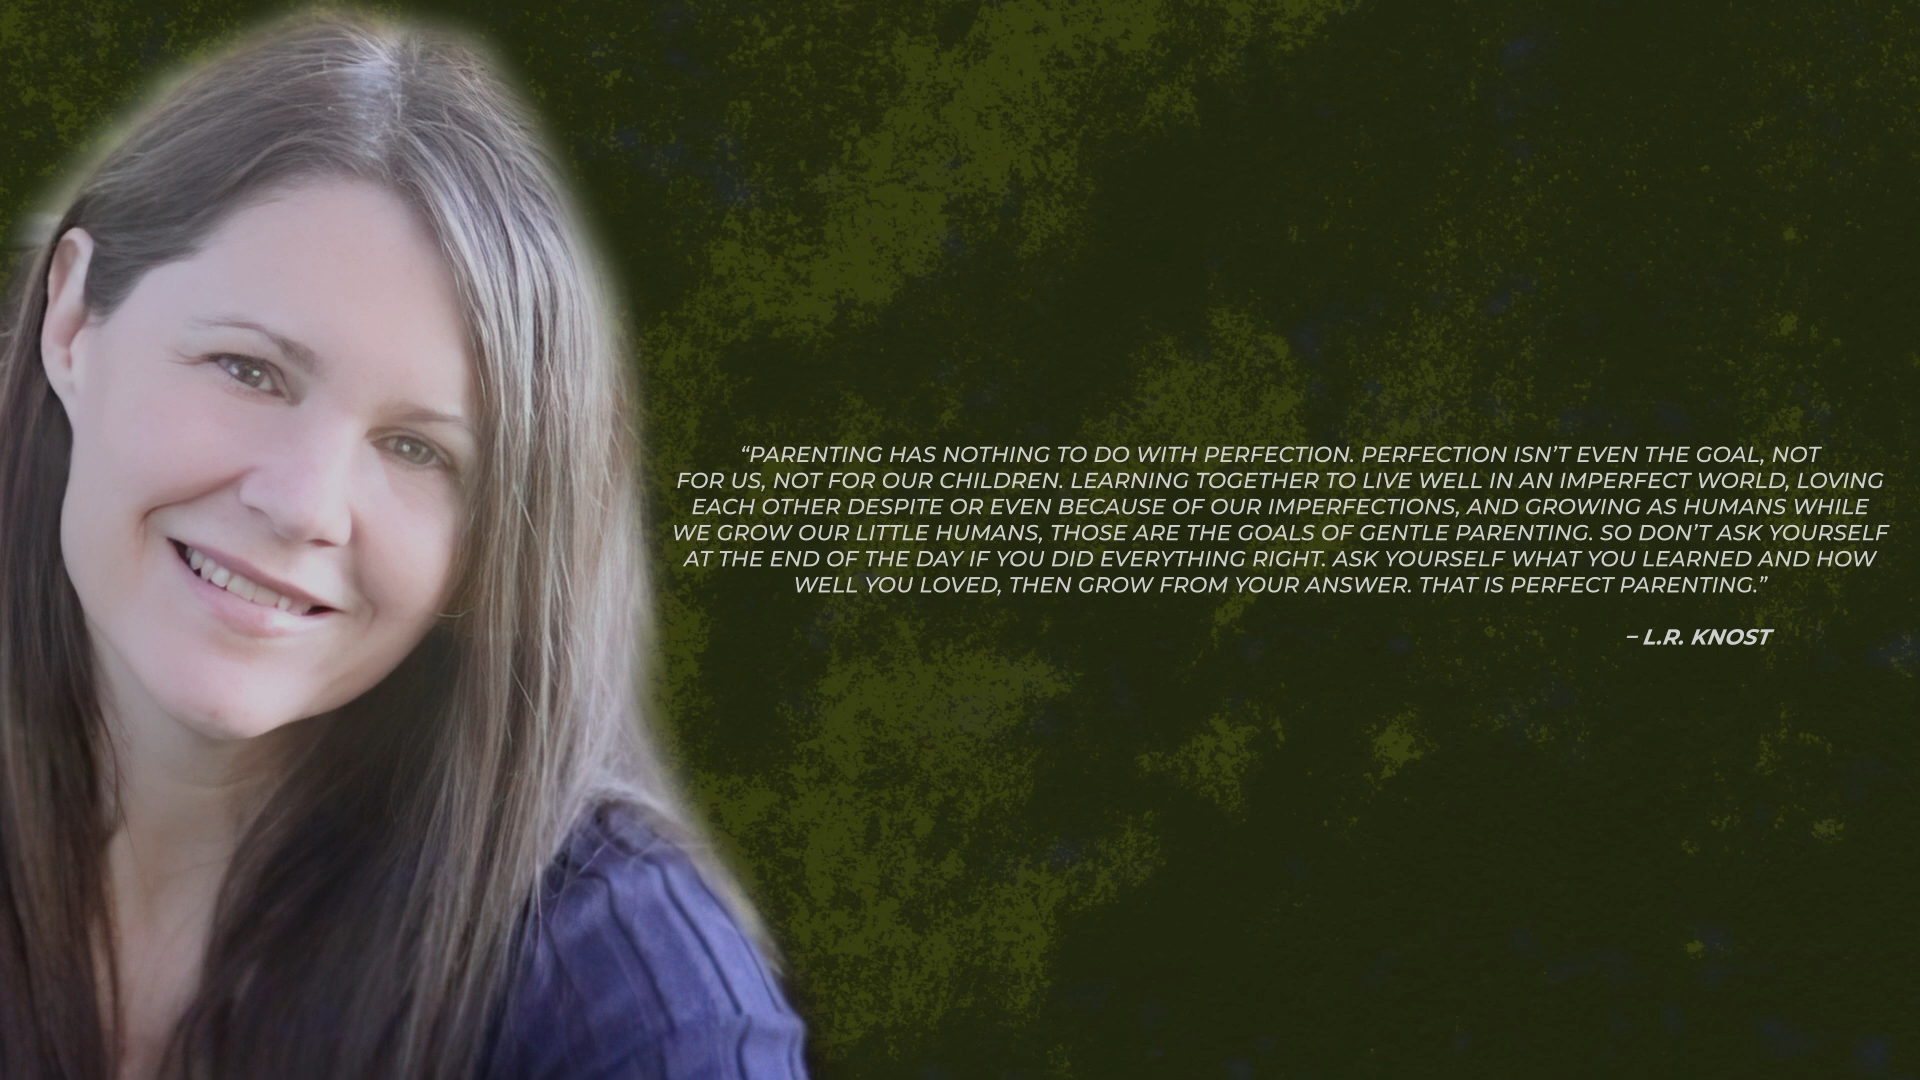 “PARENTING HAS NOTHING TO DO WITH PERFECTION. PERFECTION ISN’T EVEN THE GOAL, NOT
FOR US, NOT FOR OUR CHILDREN. LEARNING TOGETHER TO LIVE WELL IN AN IMPERFECT WORLD, LOVING
EACH OTHER DESPITE OR EVEN BECAUSE OF OUR IMPERFECTIONS, AND GROWING AS HUMANS WHILE
WE GROW OUR LITTLE HUMANS, THOSE ARE THE GOALS OF GENTLE PARENTING. SO DON’T ASK YOURSELF
AT THE END OF THE DAY IF YOU DID EVERYTHING RIGHT. ASK YOURSELF WHAT YOU LEARNED AND HOW
WELL YOU LOVED, THEN GROW FROM YOUR ANSWER. THAT IS PERFECT PARENTING.”
– L.R. KNOST